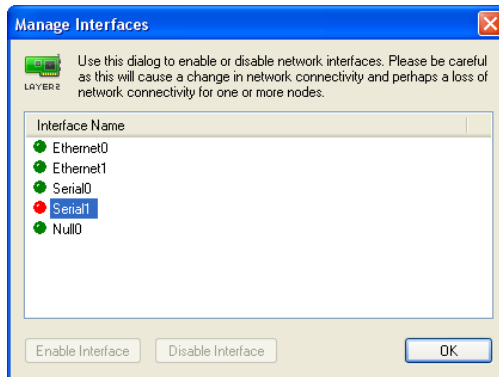 Manage Interfaces
Use this dialog to enable or disable network interfaces. Please be careful
as this will cause a change in network connectivity and perhaps a loss of
network connectivity for one or more nodes.
LAYER2
Interface Name
Ethernet0
Ethernet1
Serial0
Serial1
Null0
Enable Interface
Disable Interface
OK